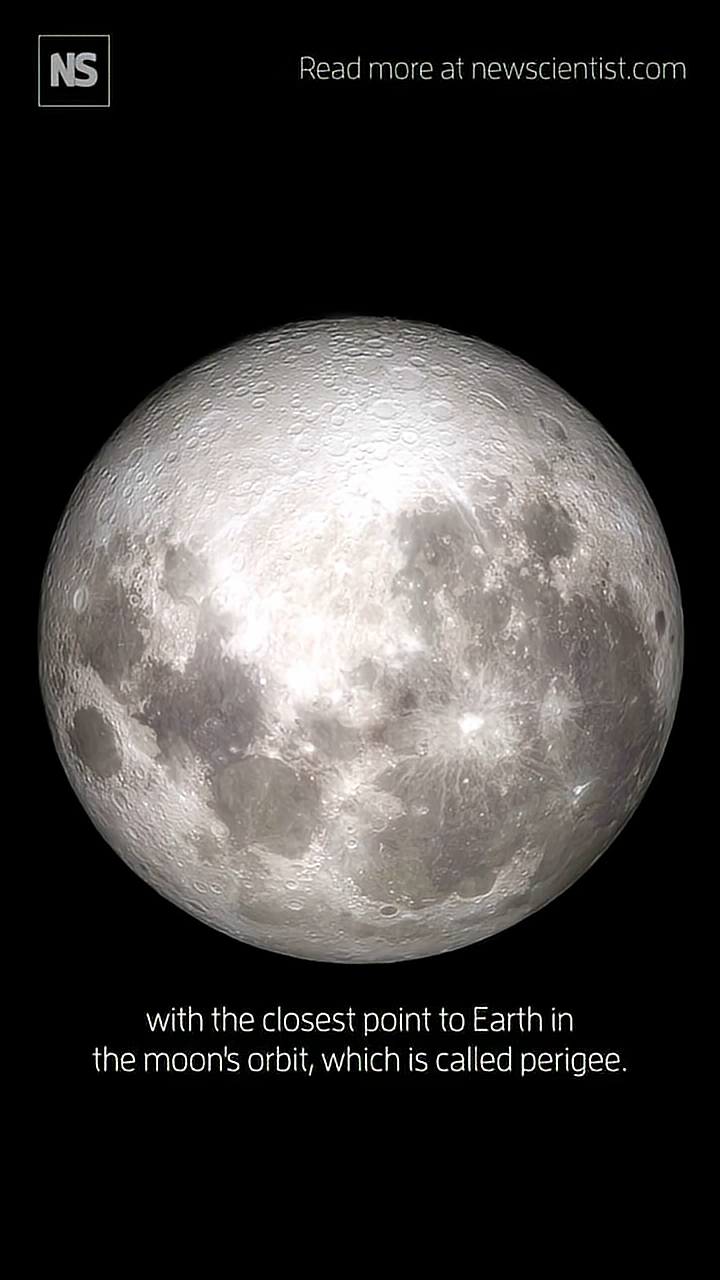 NS
Read more at newscientist.com
with the closest point to Earth in
the moon's orbit, which is called perigee.